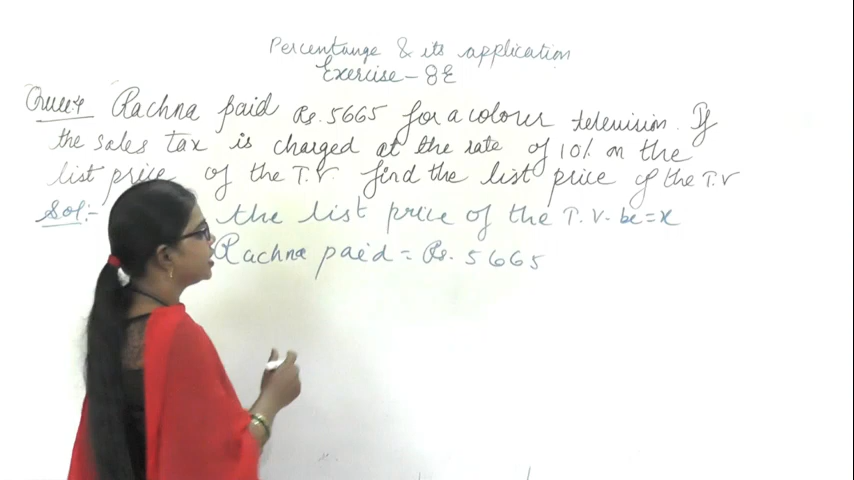 Percentange & its application
Exercise - 8E
Rachna paid Rs. 5665 for a colour television. If
the sales tax is charged at the rate of 10% on the
list price of the T.V. find the list price of the T.V
Sol:- the list price of the T.V. be = x
Rachna paid = Rs. 5665